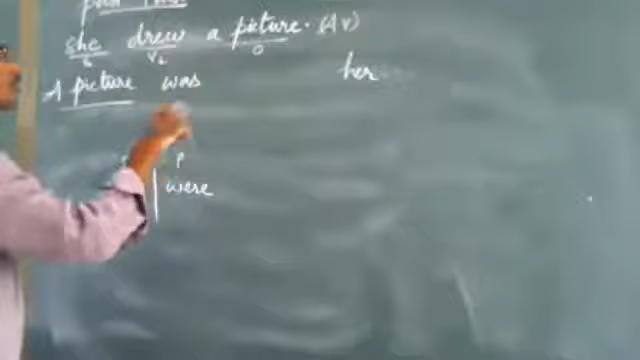 she drew a picture. (AV)
s v₂ o
A picture was her
p
were